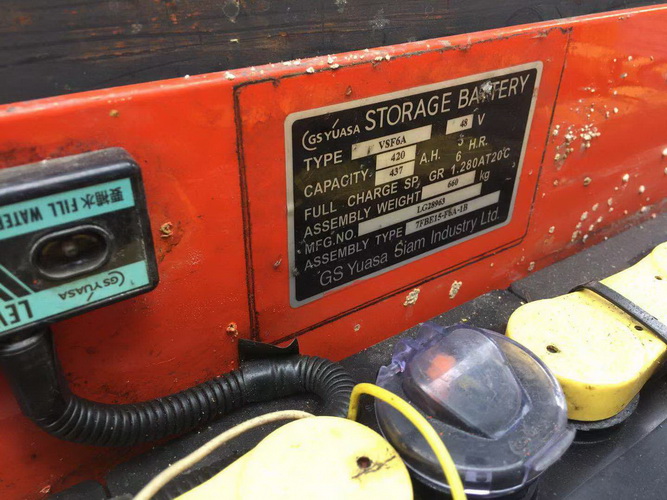 GS YUASA STORAGE BATTERY
TYPE VSF6A 48 V
CAPACITY 420 A.H. 5 H.R.
437 6
FULL CHARGE SP. GR 1.280AT20℃
ASSEMBLY WEIGHT 660 kg
MFG.NO. LG28963
ASSEMBLY TYPE 7FBE15-F6A-1B
GS Yuasa Siam Industry Ltd.
要補水 FILL WATER
GS YUASA
LEV